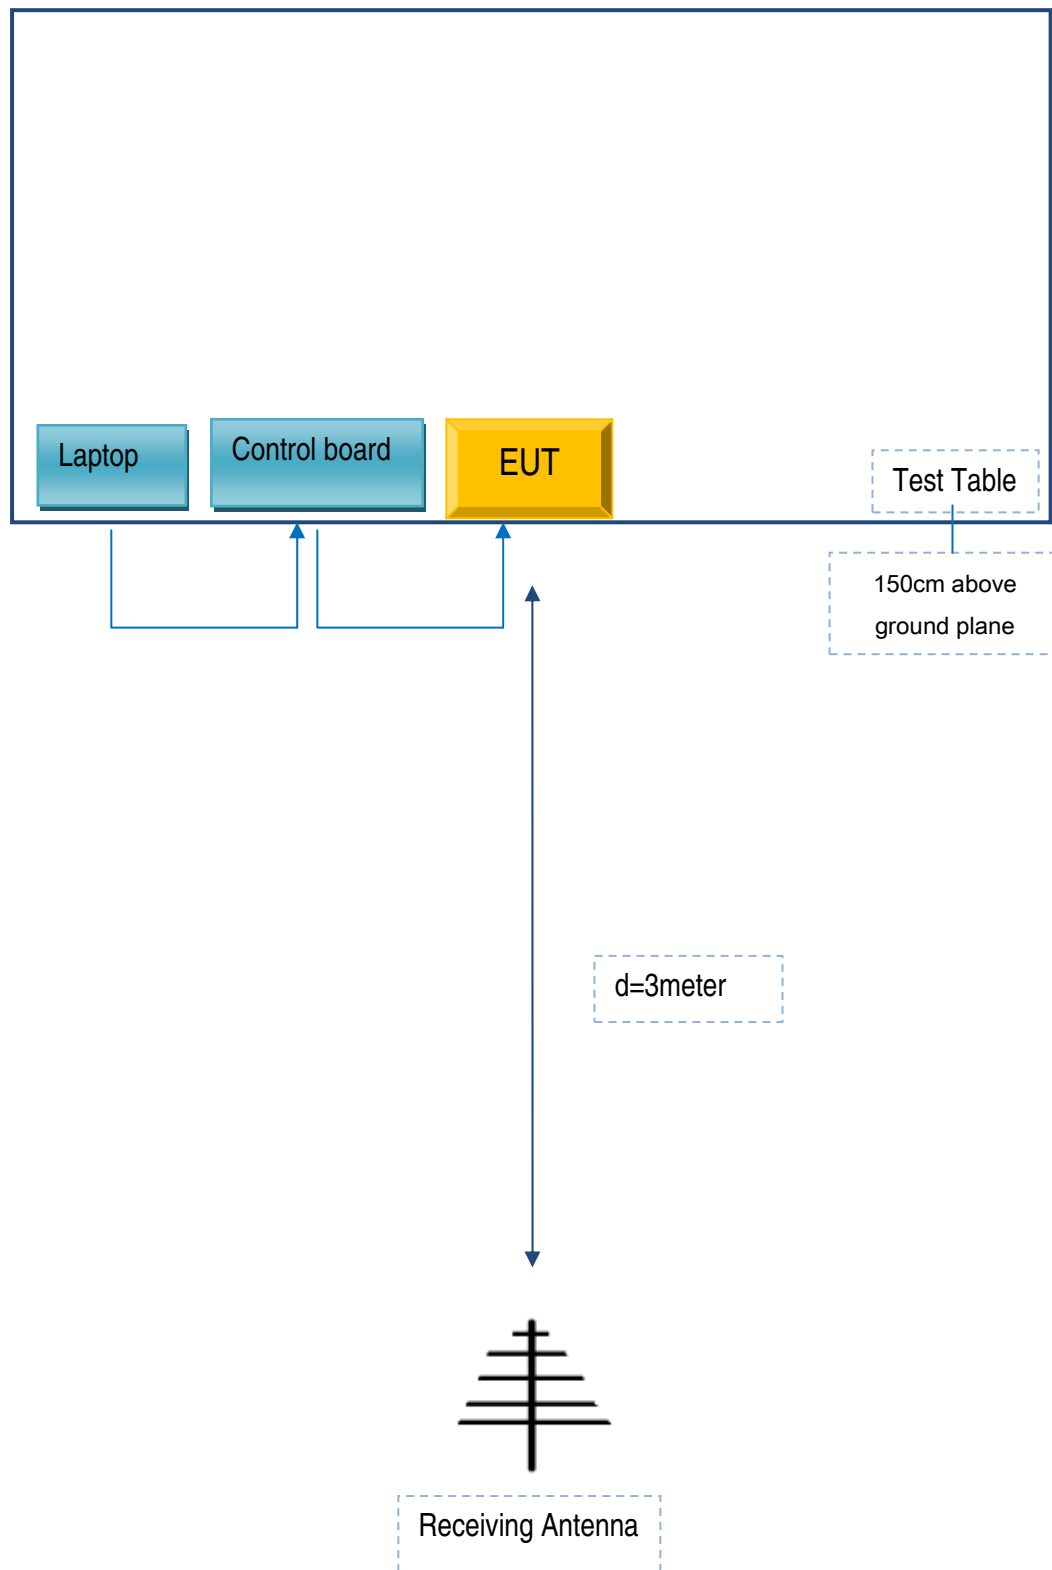 Laptop
Control board
EUT
Test Table
150cm above
ground plane
d=3meter
Receiving Antenna